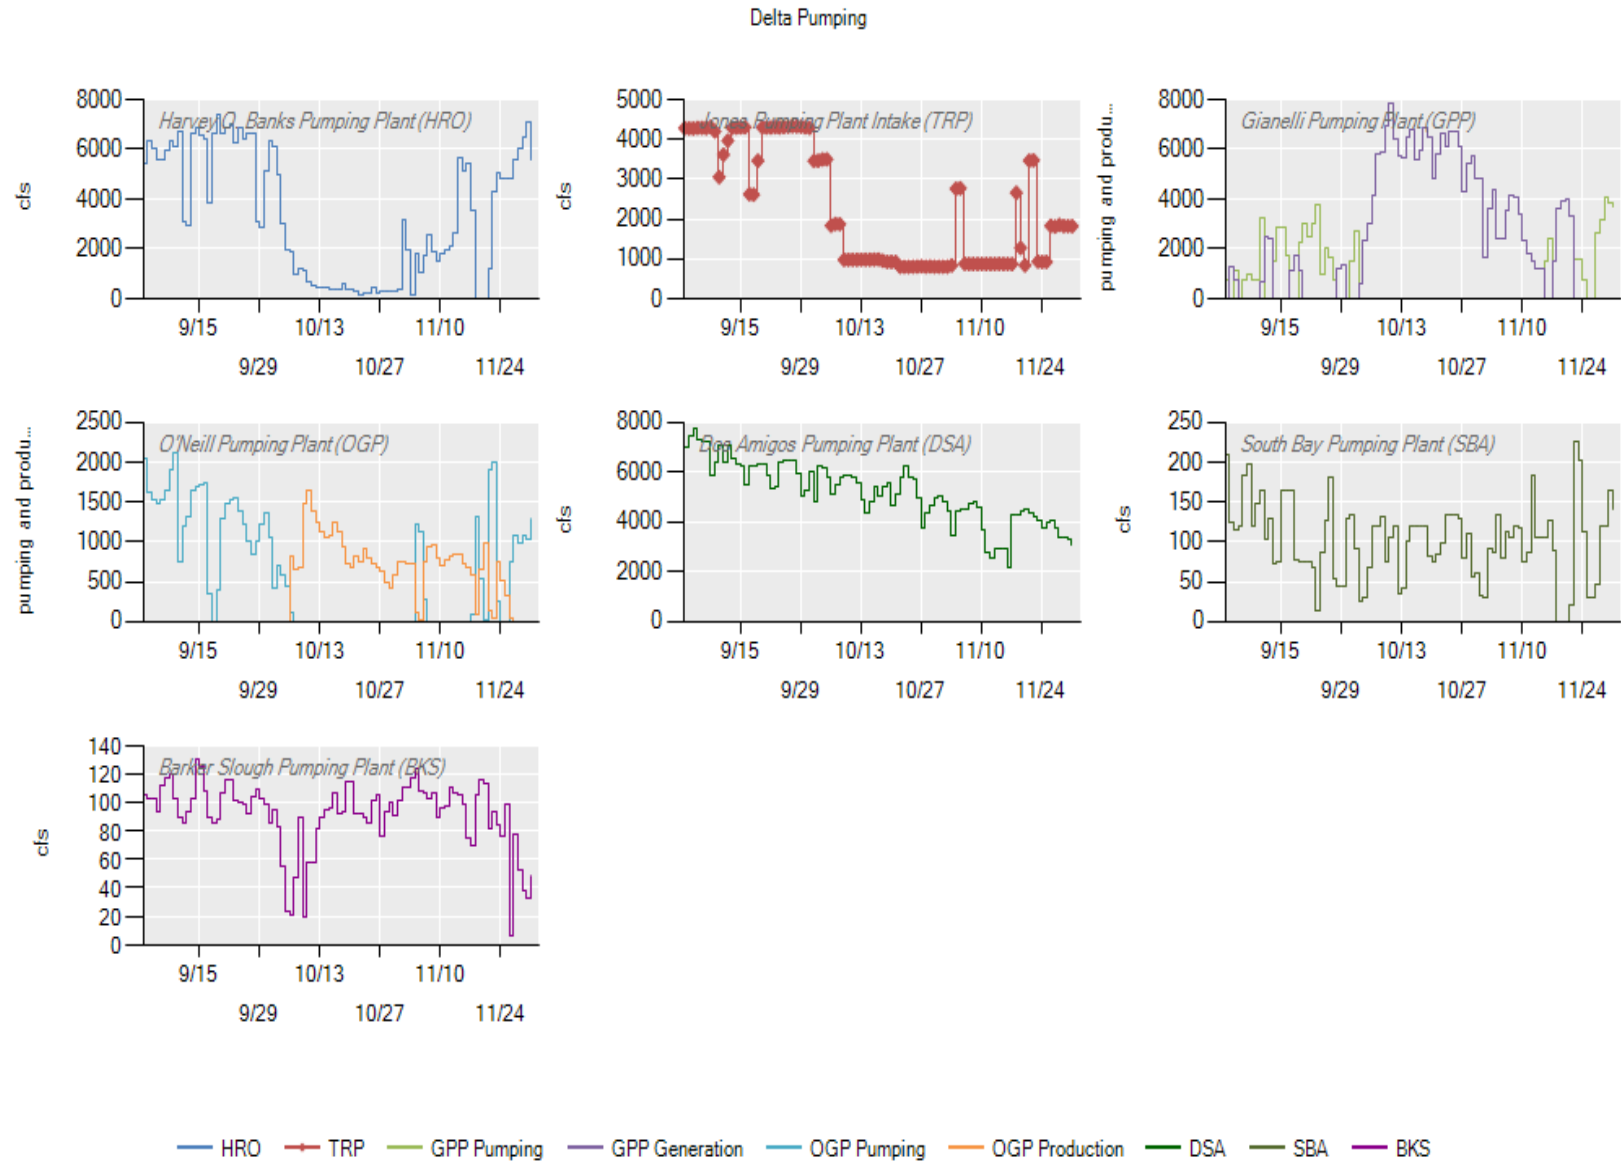 Delta Pumping
Harvey O. Banks Pumping Plant (HRO)
cfs
8000
6000
4000
2000
0
9/15 10/13 11/10
9/29 10/27 11/24
Jones Pumping Plant Intake (TRP)
cfs
5000
4000
3000
2000
1000
0
9/15 10/13 11/10
9/29 10/27 11/24
Gianelli Pumping Plant (GPP)
pumping and produ...
8000
6000
4000
2000
0
9/15 10/13 11/10
9/29 10/27 11/24
O'Neill Pumping Plant (OGP)
pumping and produ...
2500
2000
1500
1000
500
0
9/15 10/13 11/10
9/29 10/27 11/24
Dos Amigos Pumping Plant (DSA)
cfs
8000
6000
4000
2000
0
9/15 10/13 11/10
9/29 10/27 11/24
South Bay Pumping Plant (SBA)
cfs
250
200
150
100
50
0
9/15 10/13 11/10
9/29 10/27 11/24
Barker Slough Pumping Plant (BKS)
cfs
140
120
100
80
60
40
20
0
9/15 10/13 11/10
9/29 10/27 11/24
HRO TRP GPP Pumping GPP Generation OGP Pumping OGP Production DSA SBA BKS